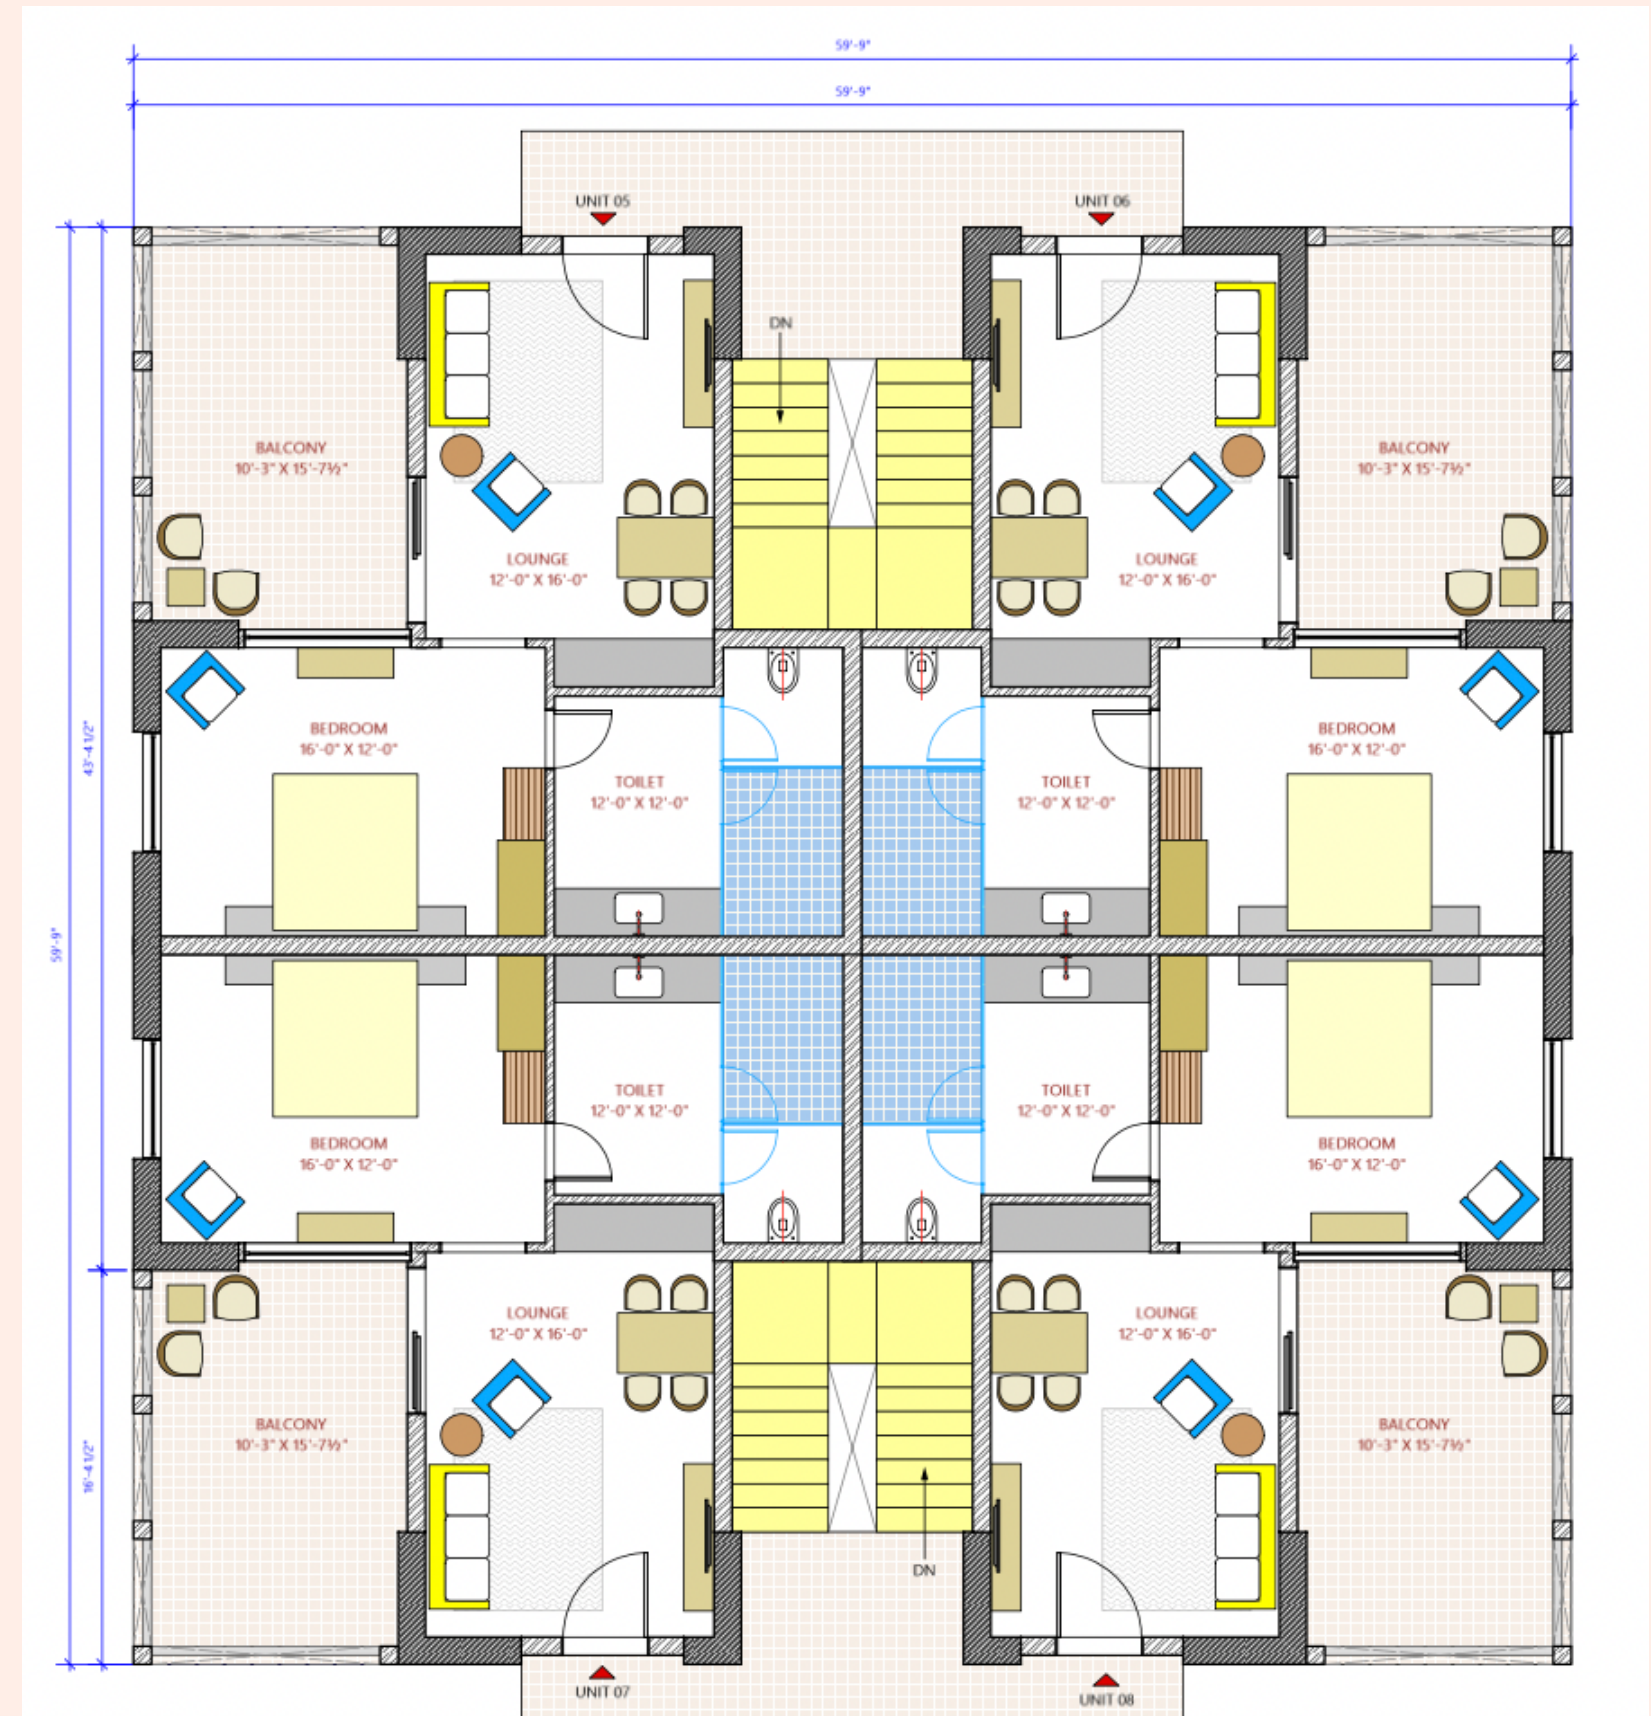 59'-9"
59'-9"
UNIT 05
UNIT 06
DN
BALCONY
10'-3" X 15'-7½"
BALCONY
10'-3" X 15'-7½"
LOUNGE
12'-0" X 16'-0"
LOUNGE
12'-0" X 16'-0"
43'-4 1/2"
BEDROOM
16'-0" X 12'-0"
BEDROOM
16'-0" X 12'-0"
TOILET
12'-0" X 12'-0"
TOILET
12'-0" X 12'-0"
59'-9"
TOILET
12'-0" X 12'-0"
TOILET
12'-0" X 12'-0"
BEDROOM
16'-0" X 12'-0"
BEDROOM
16'-0" X 12'-0"
LOUNGE
12'-0" X 16'-0"
LOUNGE
12'-0" X 16'-0"
BALCONY
10'-3" X 15'-7½"
BALCONY
10'-3" X 15'-7½"
16'-4 1/2"
DN
UNIT 07
UNIT 08